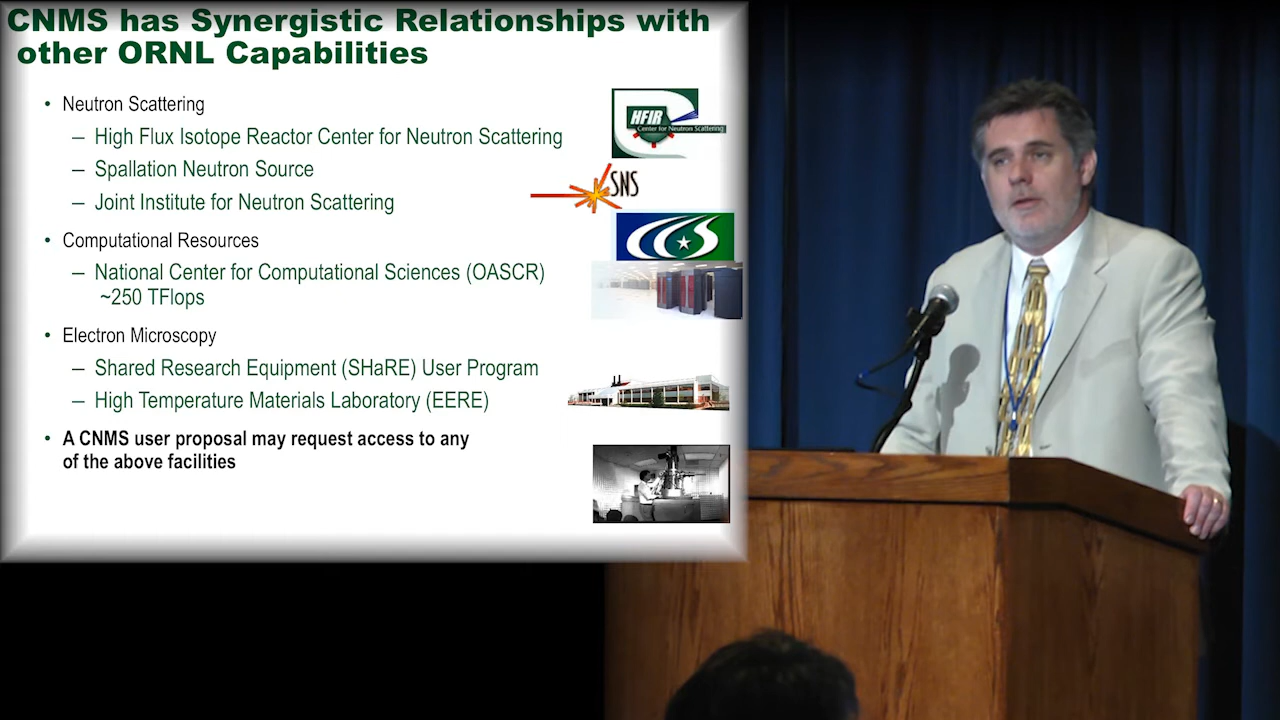 CNMS has Synergistic Relationships with
other ORNL Capabilities
• Neutron Scattering
– High Flux Isotope Reactor Center for Neutron Scattering
– Spallation Neutron Source
– Joint Institute for Neutron Scattering
• Computational Resources
– National Center for Computational Sciences (OASCR)
~250 TFlops
• Electron Microscopy
– Shared Research Equipment (SHaRE) User Program
– High Temperature Materials Laboratory (EERE)
• A CNMS user proposal may request access to any
of the above facilities
HFIR
Center for Neutron Scattering
SNS
CCS